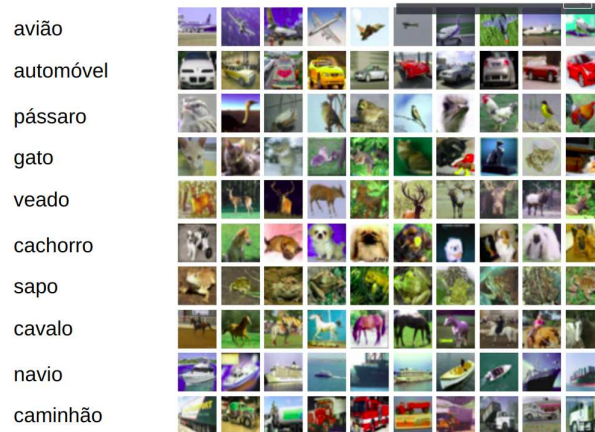 avião
automóvel
pássaro
gato
veado
cachorro
sapo
cavalo
navio
caminhão